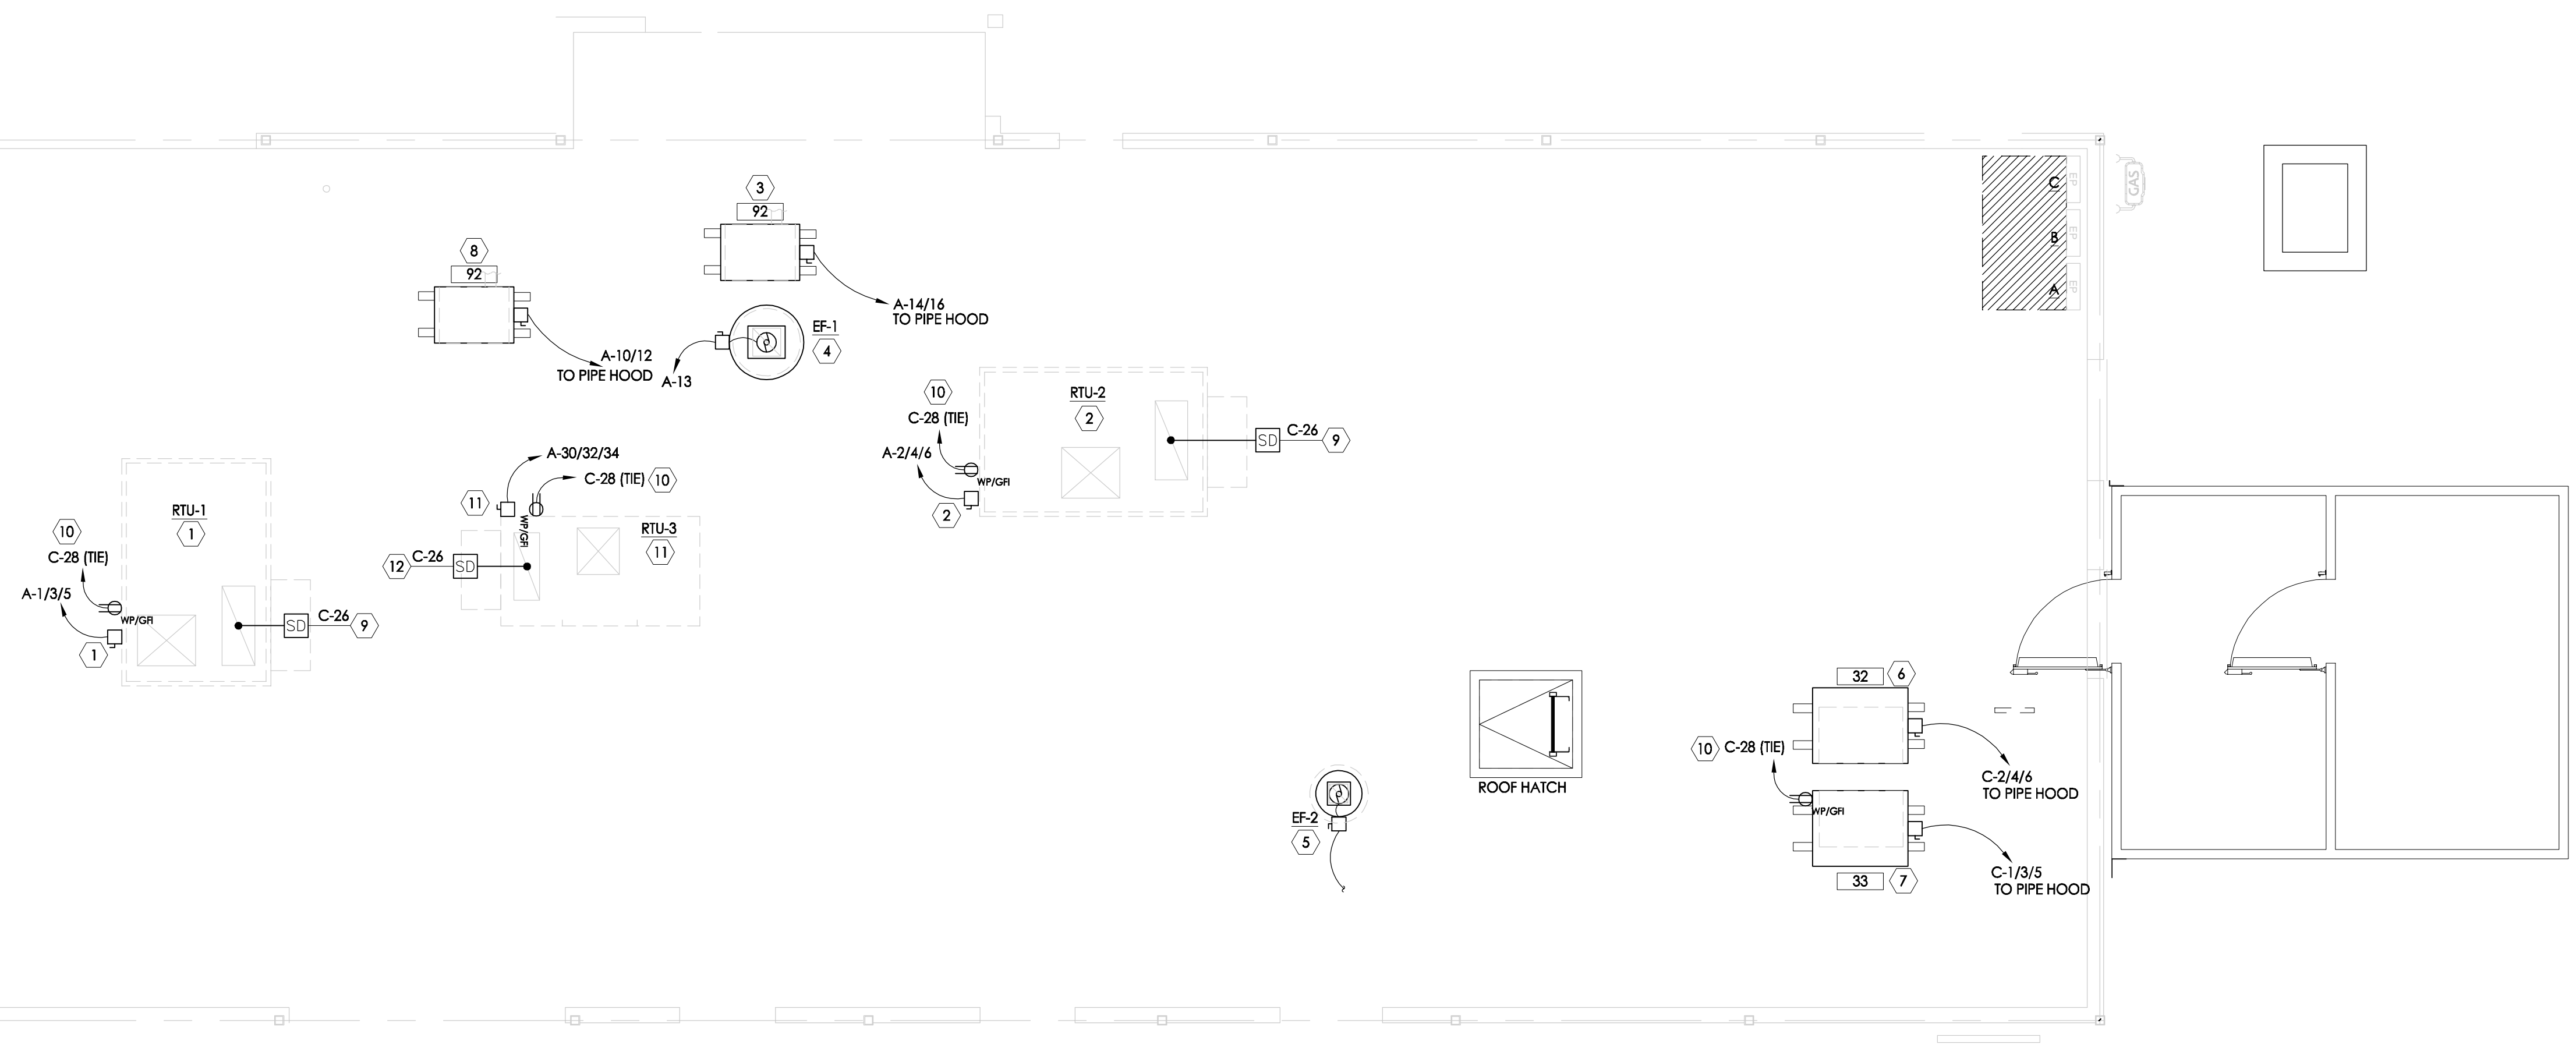 3
92
8
92
A-14/16
TO PIPE HOOD
EF-1
4
A-10/12
TO PIPE HOOD
A-13
C
EP
B
EP
A
EP
GAS
10
C-28 (TIE)
A-2/4/6
WP/GFI
2
RTU-2
2
SD
C-26
9
A-30/32/34
C-28 (TIE)
10
11
WP/GFI
RTU-3
11
12
C-26
SD
RTU-1
1
10
C-28 (TIE)
A-1/3/5
WP/GFI
1
SD
C-26
9
ROOF HATCH
EF-2
5
32
6
10
C-28 (TIE)
WP/GFI
C-2/4/6
TO PIPE HOOD
C-1/3/5
TO PIPE HOOD
33
7